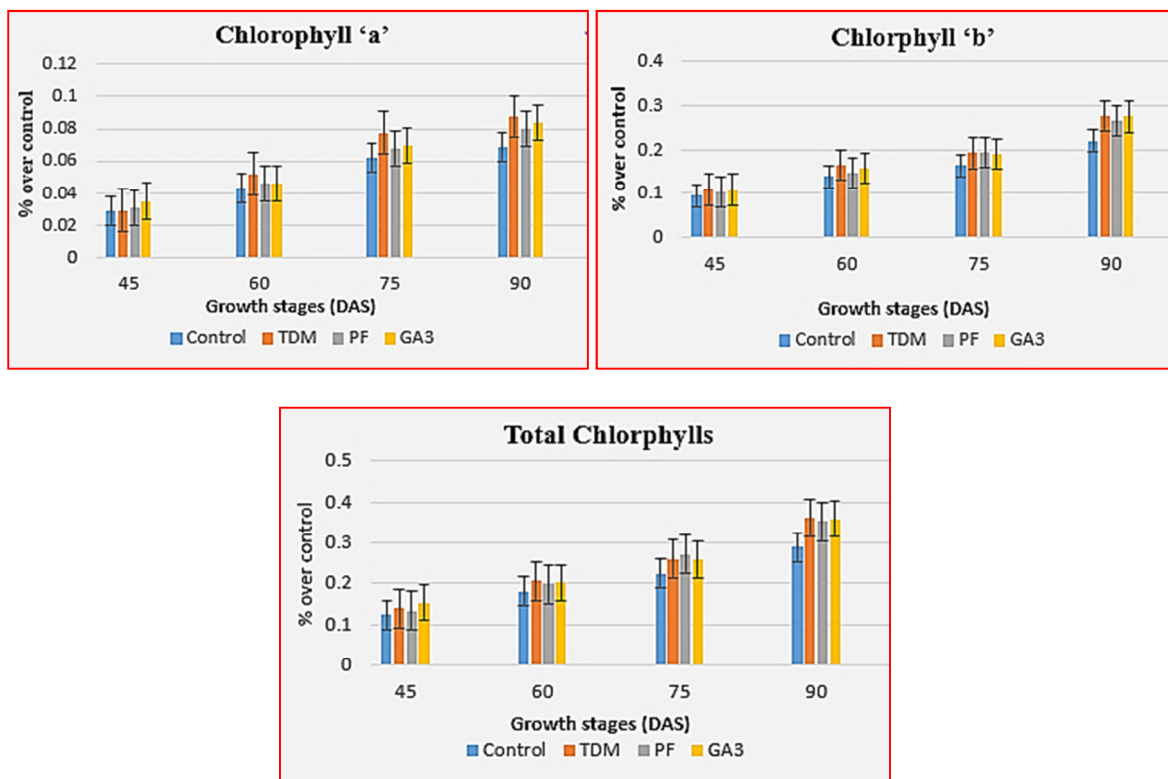 Chlorophyll ‘a’
% over control
0.12
0.1
0.08
0.06
0.04
0.02
0
45 60 75 90
Growth stages (DAS)
Control TDM PF GA3
Chlorphyll ‘b’
% over control
0.4
0.3
0.2
0.1
0
45 60 75 90
Growth stages (DAS)
Control TDM PF GA3
Total Chlorphylls
% over control
0.5
0.4
0.3
0.2
0.1
0
45 60 75 90
Growth stages (DAS)
Control TDM PF GA3